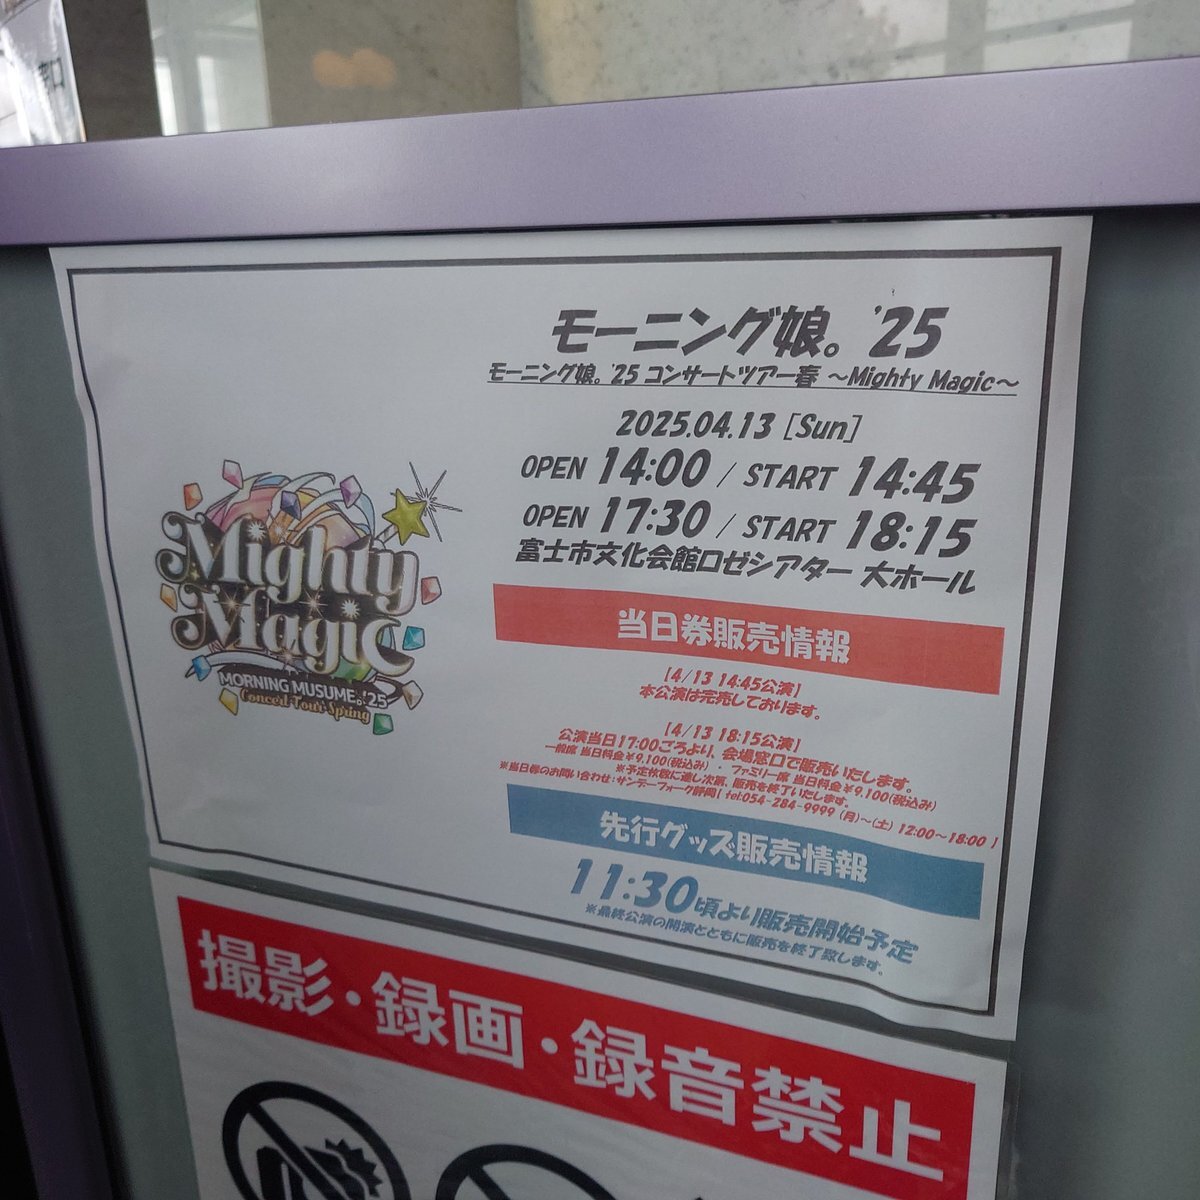 モーニング娘。'25
モーニング娘。'25 コンサートツアー春 ～Mighty Magic～
2025.04.13 [Sun]
OPEN 14:00 / START 14:45
OPEN 17:30 / START 18:15
富士市文化会館ロゼシアター 大ホール
Mighty
Magic
MORNING MUSUME。'25
Concert Tour Spring
当日券販売情報
【4/13 14:45公演】
本公演は完売しております。
【4/13 18:15公演】
公演当日17:00ごろより、会場窓口で販売いたします。
一般席 当日料金￥9,100(税込み) ・ ファミリー席 当日料金￥9,100(税込み)
※予定枚数に達し次第、販売を終了いたします。
※当日券のお問い合わせ：サンデーフォーク静岡【 tel:054-284-9999 (月)～(土) 12:00～18:00 】
先行グッズ販売情報
11:30頃より販売開始予定
※最終公演の開演とともに販売を終了致します。
撮影・録画・録音禁止